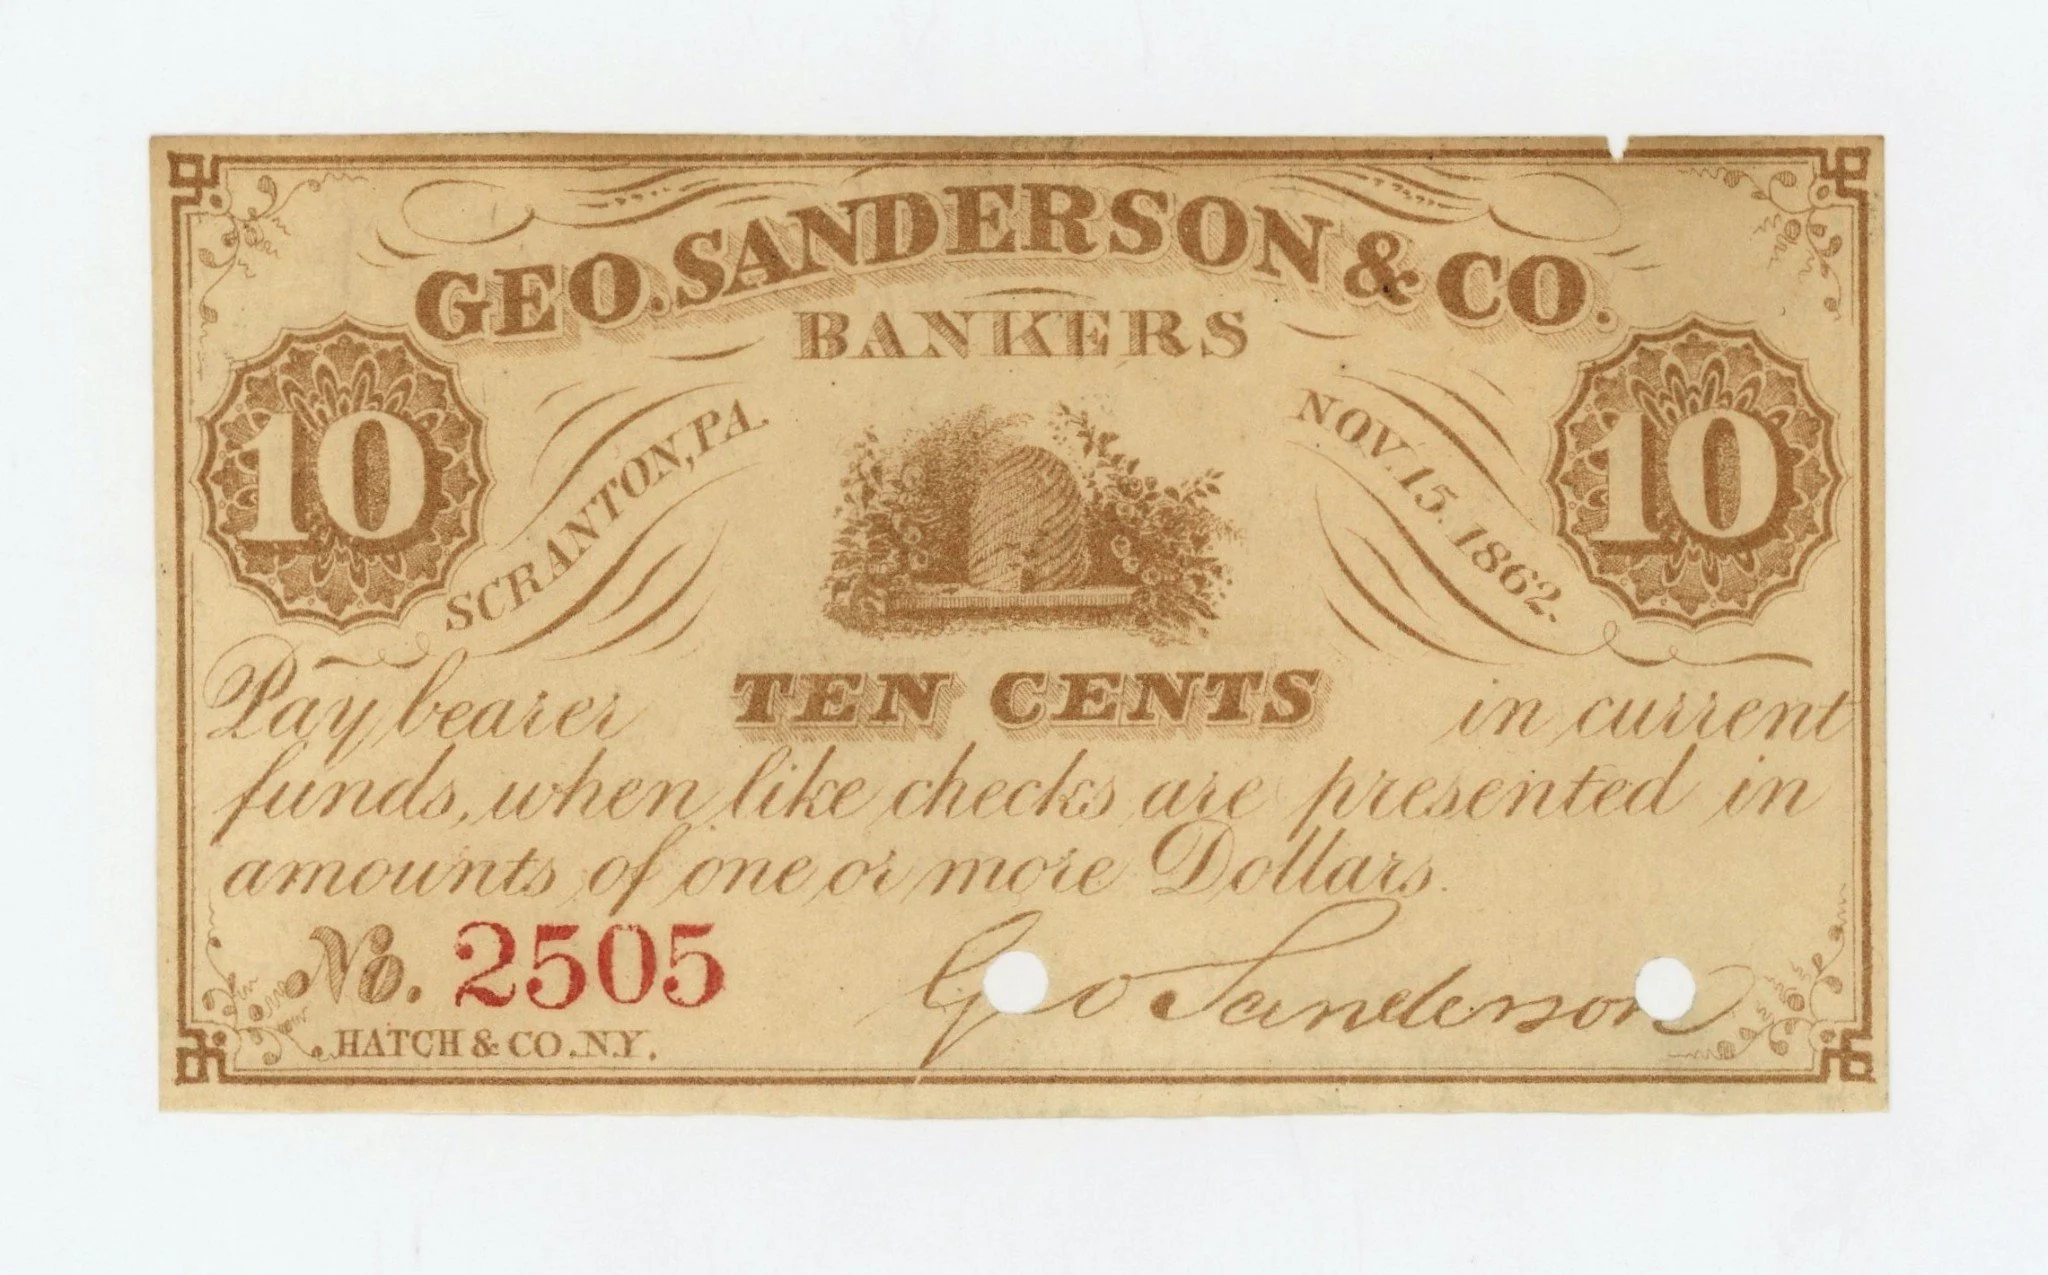 GEO. SANDERSON & CO.
BANKERS
SCRANTON, PA.
NOV. 15. 1862.
10
10
Pay bearer TEN CENTS in current
funds, when like checks are presented in
amounts of one or more Dollars.
No. 2505
Geo Sanderson
HATCH & CO. N.Y.